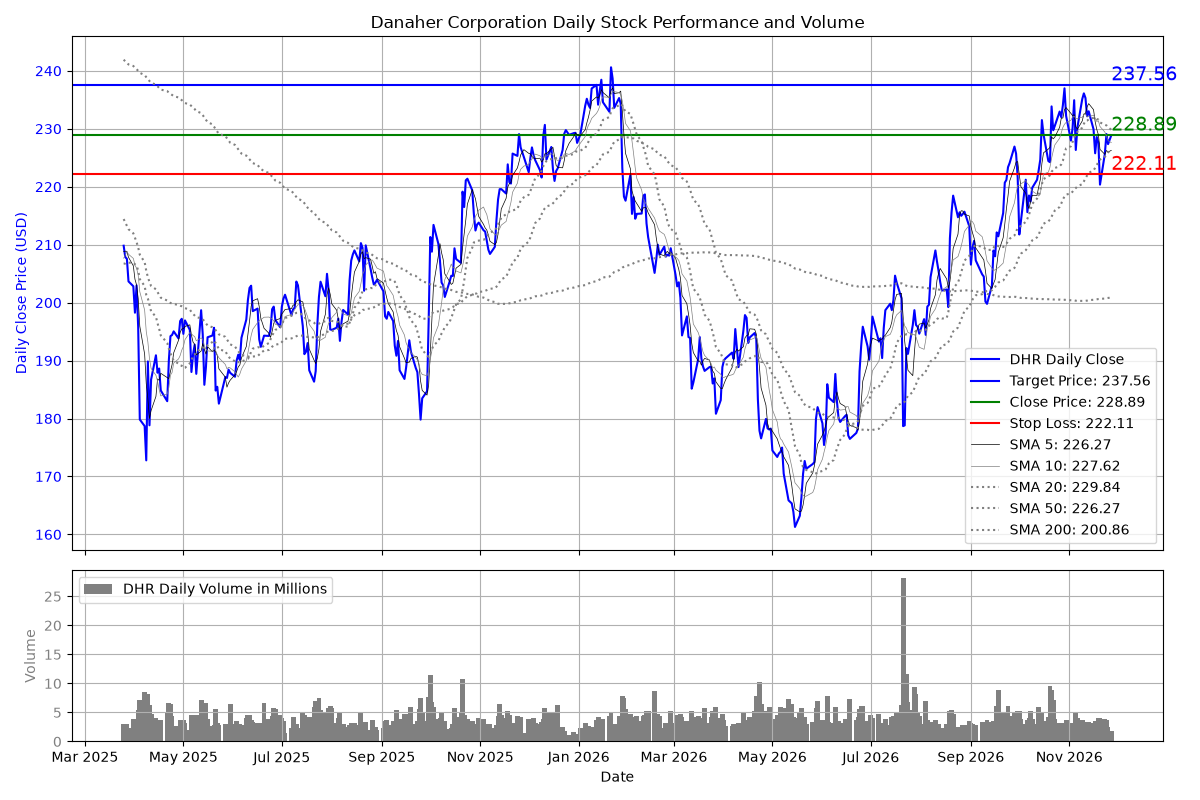 Danaher Corporation Daily Stock Performance and Volume
Daily Close Price (USD)
240
230
220
210
200
190
180
170
160
237.56
228.89
222.11
DHR Daily Close
Target Price: 237.56
Close Price: 228.89
Stop Loss: 222.11
SMA 5: 226.27
SMA 10: 227.62
SMA 20: 229.84
SMA 50: 226.27
SMA 200: 200.86
DHR Daily Volume in Millions
Volume
25
20
15
10
5
0
Mar 2025 May 2025 Jul 2025 Sep 2025 Nov 2025 Jan 2026 Mar 2026 May 2026 Jul 2026 Sep 2026 Nov 2026
Date